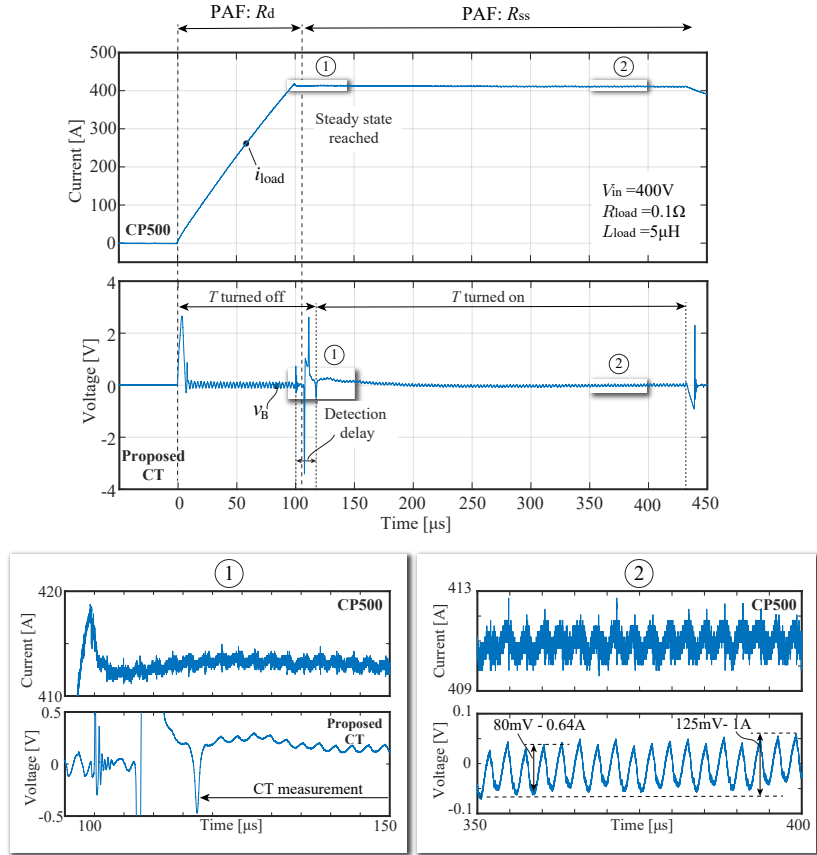 PAF: Rd
PAF: Rss
500
400
300
200
100
0
Current [A]
1
2
Steady state
reached
iload
CP500
Vin =400V
Rload =0.1Ω
Lload =5μH
4
2
0
-2
-4
Voltage [V]
T turned off
T turned on
1
2
vB
Detection
delay
Proposed
CT
0 50 100 150 200 250 300 350 400 450
Time [μs]
1
420
410
Current [A]
CP500
0.5
0
-0.5
Voltage [V]
Proposed
CT
CT measurement
100 Time [μs] 150
2
413
409
Current [A]
CP500
0.1
0
-0.1
Voltage [V]
80mV - 0.64A
125mV- 1A
350 Time [μs] 400